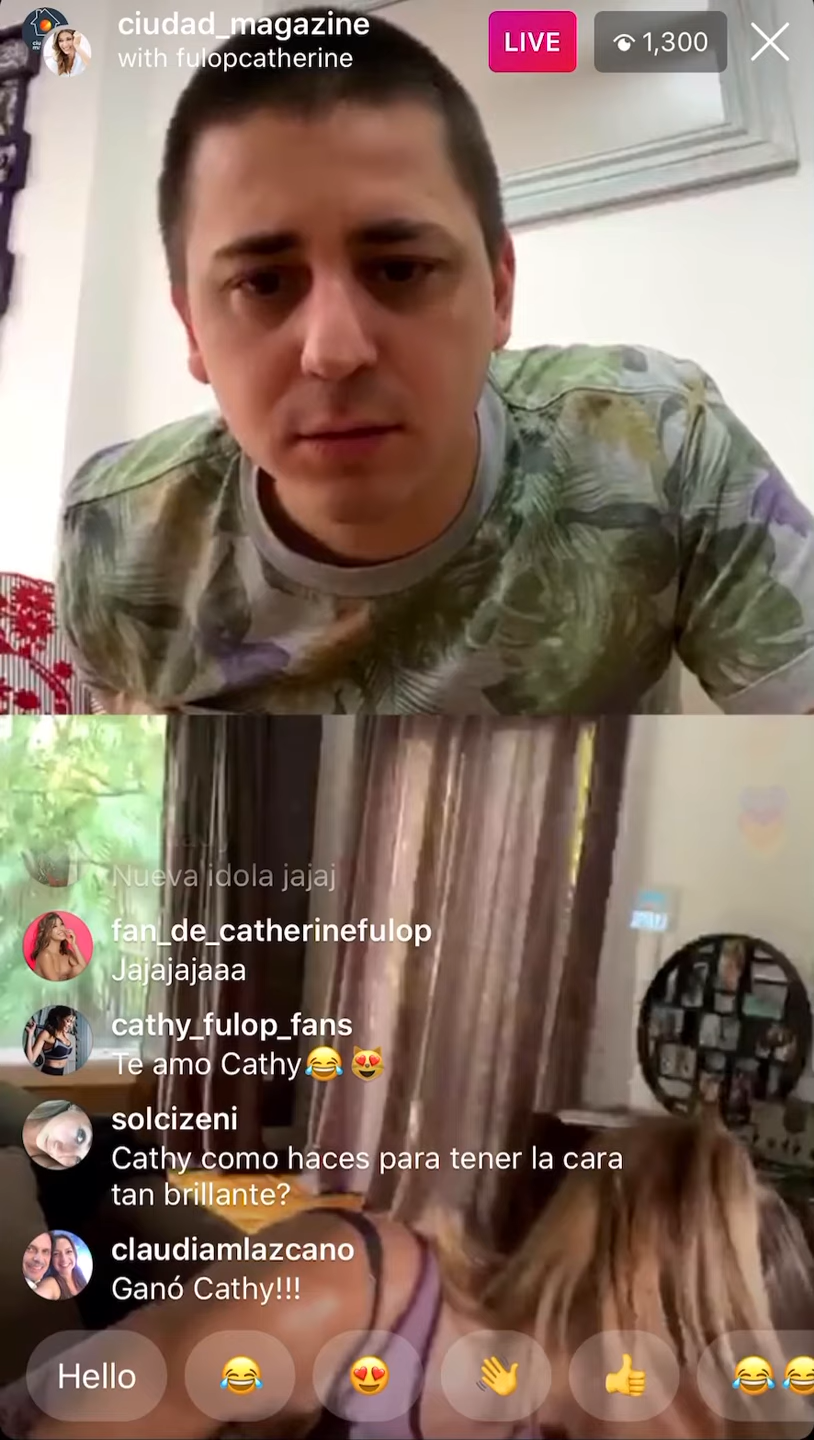 ciudad_magazine
with fulopcatherine
LIVE
1,300
Nueva idola jajaj
fan_de_catherinefulop
Jajajajaaa
cathy_fulop_fans
Te amo Cathy😂😻
solcizeni
Cathy como haces para tener la cara
tan brillante?
claudiamlazcano
Ganó Cathy!!!
Hello